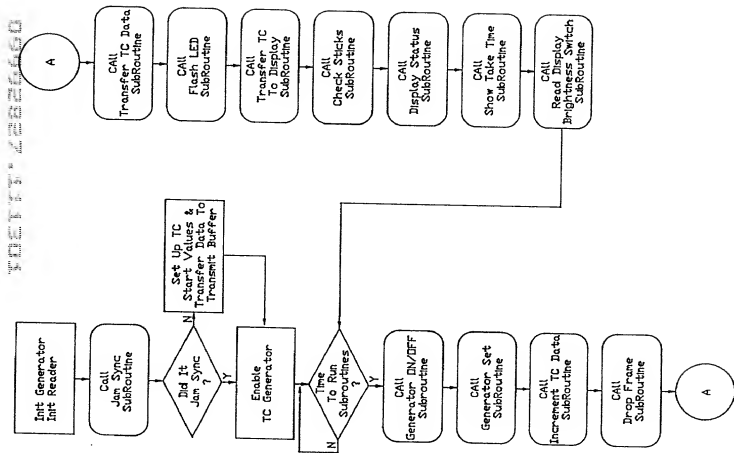 Init Generator
Init Reader
Call
Jam Sync
SubRoutine
Did It
Jam Sync
?
N
Y
Set Up TC
Start Values &
Transfer Data To
Transmit Buffer
Enable
TC Generator
Time
To Run
Subroutines
?
N
Y
CAll
Generator ON/OFF
Subroutine
CAll
Generator Set
SubRoutine
CAll
Increment TC Data
SubRoutine
CAll
Drop Frame
SubRoutine
A
A
CAll
Transfer TC Data
SubRoutine
CAll
Flash LED
SubRoutine
CAll
Transfer TC
To Display
SubRoutine
CAll
Check Sticks
SubRoutine
CAll
Display Status
SubRoutine
CAll
Show Take Time
SubRoutine
CAll
Read Display
Brightness Switch
SubRoutine